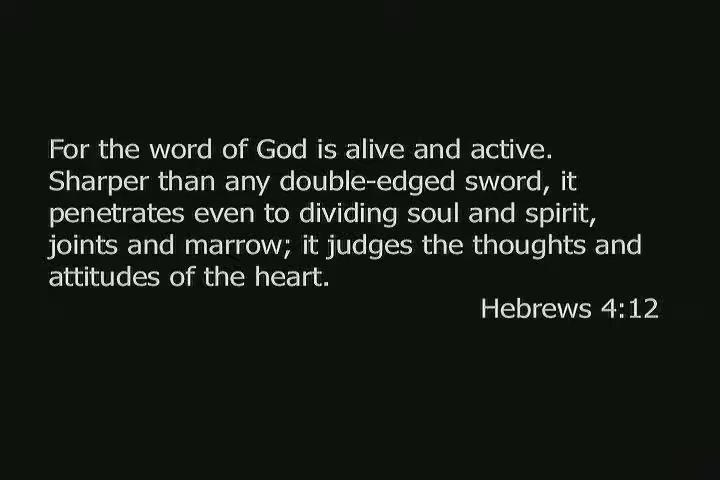 For the word of God is alive and active.
Sharper than any double-edged sword, it
penetrates even to dividing soul and spirit,
joints and marrow; it judges the thoughts and
attitudes of the heart.
Hebrews 4:12